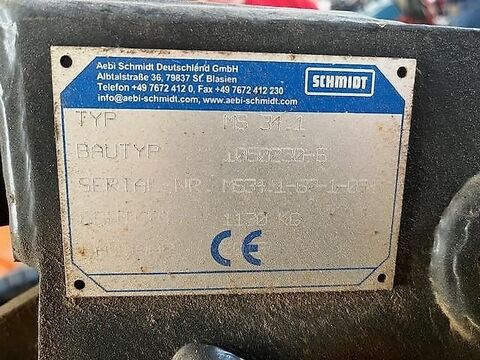 Aebi Schmidt Deutschland GmbH
Albtalstraße 36, 79837 St. Blasien
Telefon +49 7672 412 0, Fax +49 7672 412 230
info@aebi-schmidt.com, www.aebi-schmidt.com
SCHMIDT
TYP MS 34.1
BAUTYP
SERIAL-NR.
1130 KG
CE